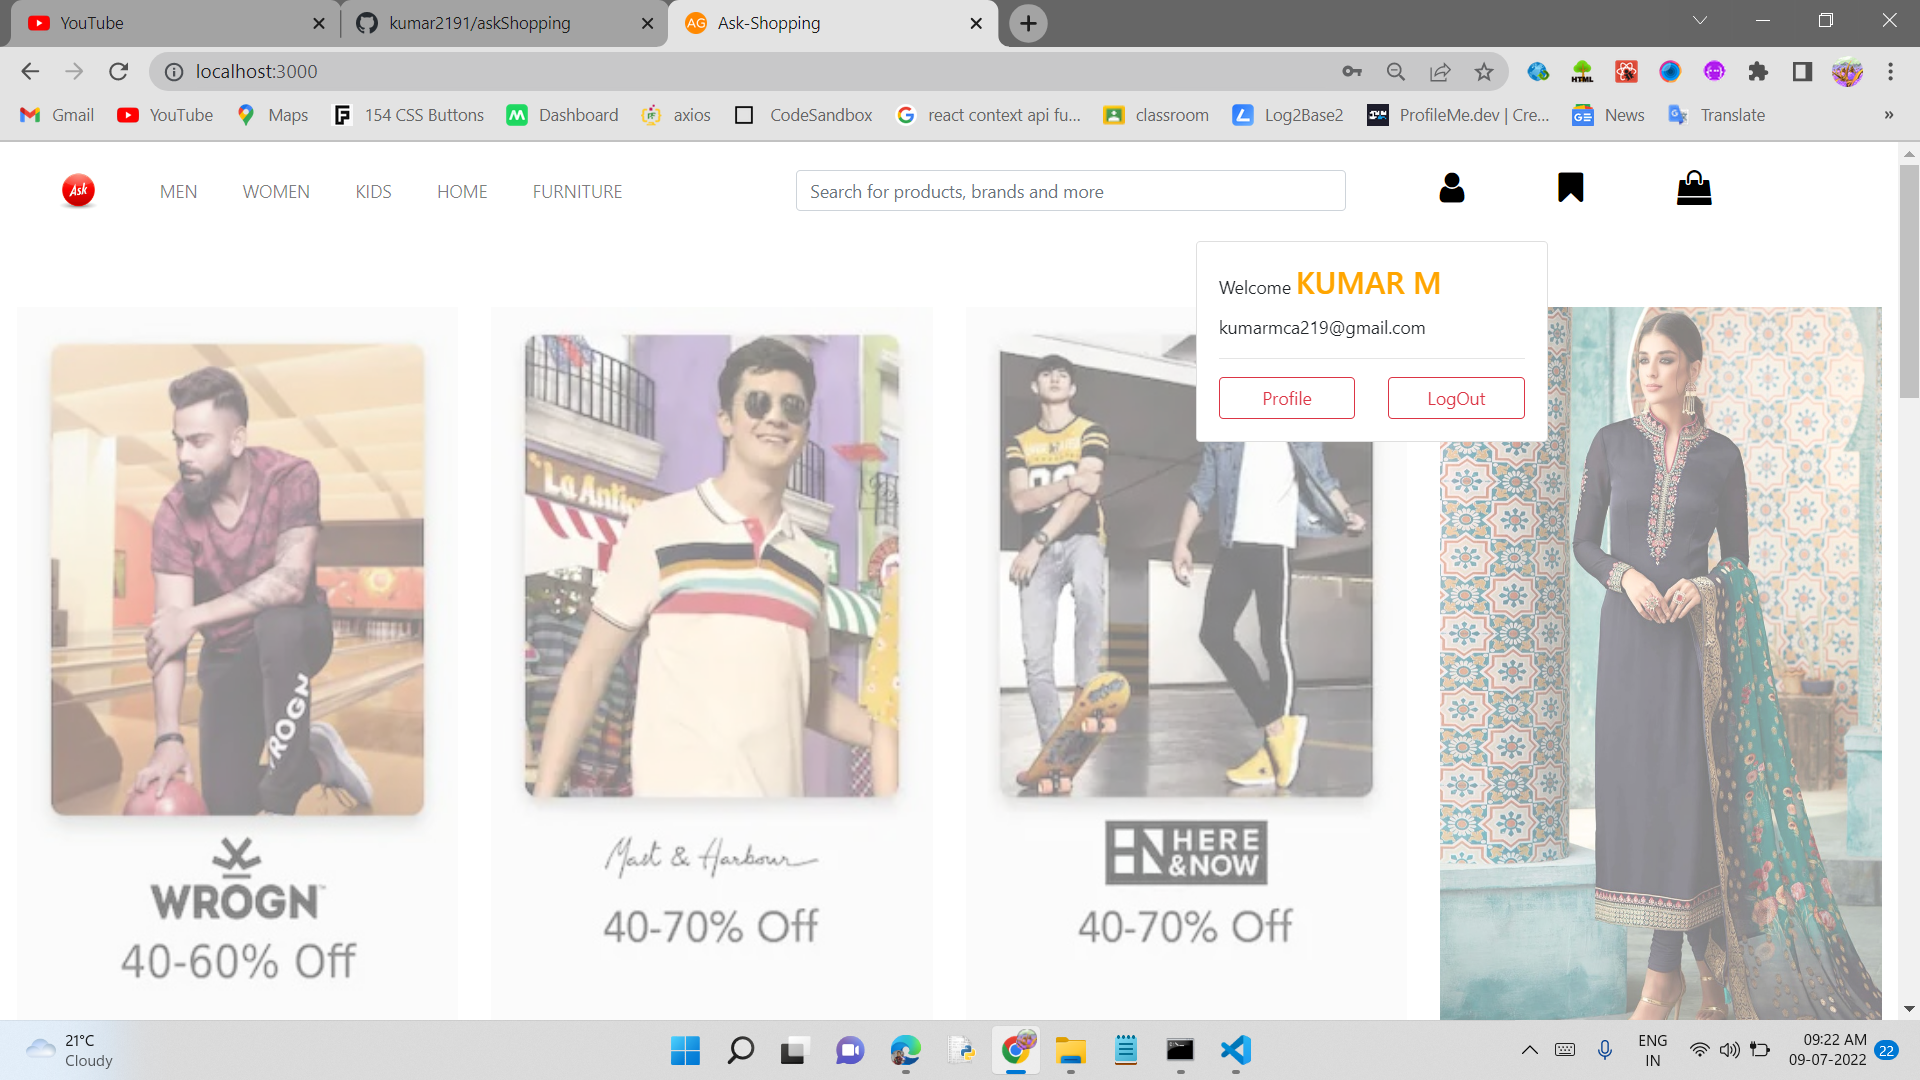 YouTube
kumar2191/askShopping
AG Ask-Shopping
localhost:3000
Gmail
YouTube
Maps
154 CSS Buttons
Dashboard
axios
CodeSandbox
react context api fu...
classroom
Log2Base2
ProfileMe.dev | Cre...
News
Translate
»
Ask
MEN
WOMEN
KIDS
HOME
FURNITURE
Search for products, brands and more
Welcome KUMAR M
kumarmca219@gmail.com
Profile
LogOut
La Antigu
WROGN
WROGN™
40-60% Off
Mast & Harbour
40-70% Off
HERE
&NOW
40-70% Off
21°C
Cloudy
ENG
IN
09:22 AM
09-07-2022
22